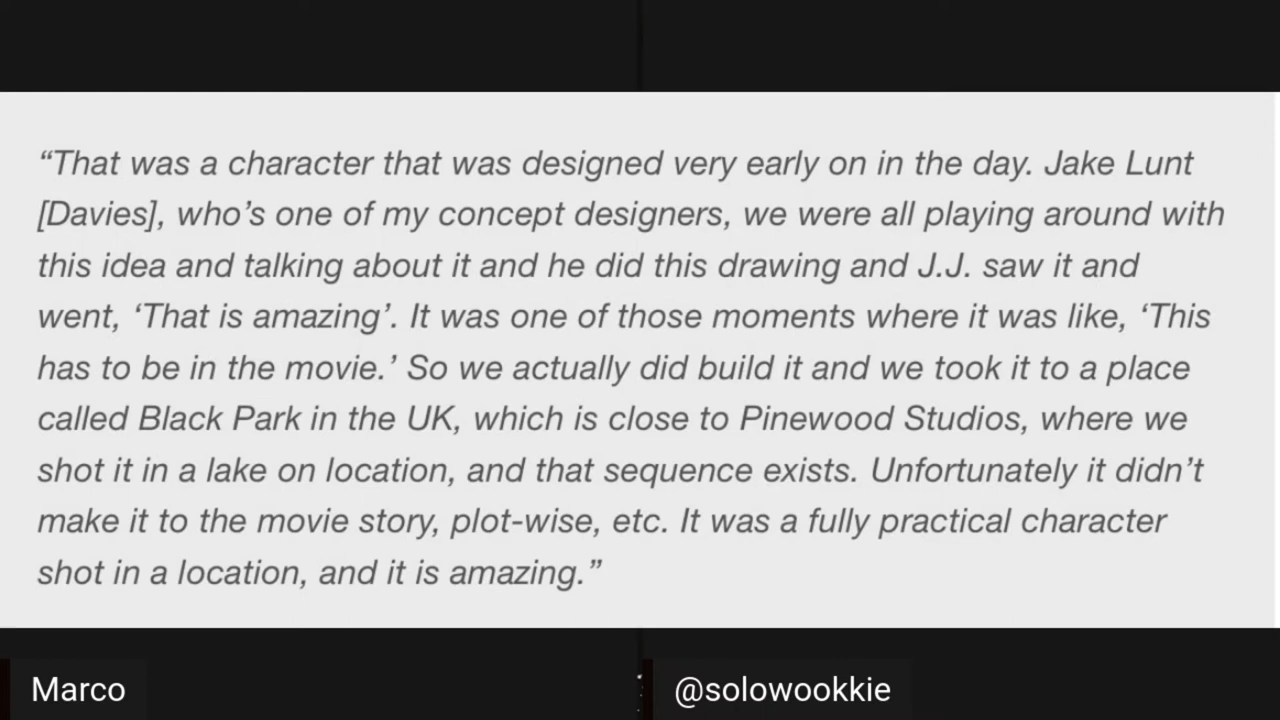 “That was a character that was designed very early on in the day. Jake Lunt
[Davies], who’s one of my concept designers, we were all playing around with
this idea and talking about it and he did this drawing and J.J. saw it and
went, ‘That is amazing’. It was one of those moments where it was like, ‘This
has to be in the movie.’ So we actually did build it and we took it to a place
called Black Park in the UK, which is close to Pinewood Studios, where we
shot it in a lake on location, and that sequence exists. Unfortunately it didn’t
make it to the movie story, plot-wise, etc. It was a fully practical character
shot in a location, and it is amazing.”
Marco
@solowookkie